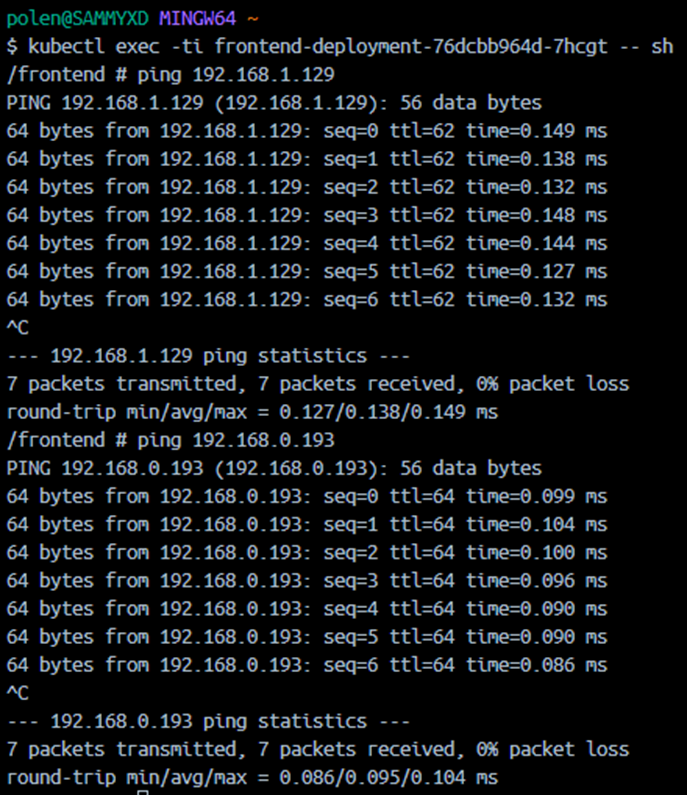 polen@SAMMYXD MINGW64 ~
$ kubectl exec -ti frontend-deployment-76dcbb964d-7hcgt -- sh
/frontend # ping 192.168.1.129
PING 192.168.1.129 (192.168.1.129): 56 data bytes
64 bytes from 192.168.1.129: seq=0 ttl=62 time=0.149 ms
64 bytes from 192.168.1.129: seq=1 ttl=62 time=0.138 ms
64 bytes from 192.168.1.129: seq=2 ttl=62 time=0.132 ms
64 bytes from 192.168.1.129: seq=3 ttl=62 time=0.148 ms
64 bytes from 192.168.1.129: seq=4 ttl=62 time=0.144 ms
64 bytes from 192.168.1.129: seq=5 ttl=62 time=0.127 ms
64 bytes from 192.168.1.129: seq=6 ttl=62 time=0.132 ms
^C
--- 192.168.1.129 ping statistics ---
7 packets transmitted, 7 packets received, 0% packet loss
round-trip min/avg/max = 0.127/0.138/0.149 ms
/frontend # ping 192.168.0.193
PING 192.168.0.193 (192.168.0.193): 56 data bytes
64 bytes from 192.168.0.193: seq=0 ttl=64 time=0.099 ms
64 bytes from 192.168.0.193: seq=1 ttl=64 time=0.104 ms
64 bytes from 192.168.0.193: seq=2 ttl=64 time=0.100 ms
64 bytes from 192.168.0.193: seq=3 ttl=64 time=0.096 ms
64 bytes from 192.168.0.193: seq=4 ttl=64 time=0.090 ms
64 bytes from 192.168.0.193: seq=5 ttl=64 time=0.090 ms
64 bytes from 192.168.0.193: seq=6 ttl=64 time=0.086 ms
^C
--- 192.168.0.193 ping statistics ---
7 packets transmitted, 7 packets received, 0% packet loss
round-trip min/avg/max = 0.086/0.095/0.104 ms